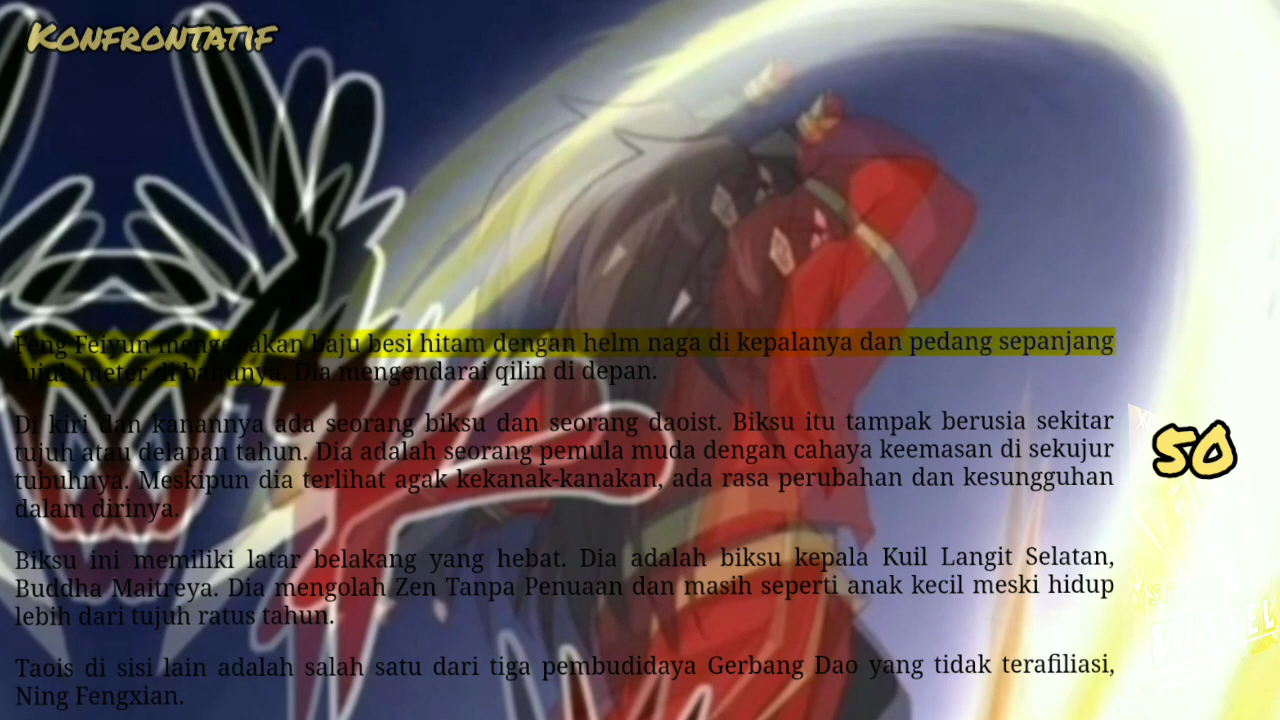 KONFRONTATIF
Feng Feiyun mengenakan baju besi hitam dengan helm naga di kepalanya dan pedang sepanjang
tujuh meter di bahunya. Dia mengendarai qilin di depan.
Di kiri dan kanannya ada seorang biksu dan seorang daoist. Biksu itu tampak berusia sekitar
tujuh atau delapan tahun. Dia adalah seorang pemula muda dengan cahaya keemasan di sekujur
tubuhnya. Meskipun dia terlihat agak kekanak-kanakan, ada rasa perubahan dan kesungguhan
dalam dirinya.
50
Biksu ini memiliki latar belakang yang hebat. Dia adalah biksu kepala Kuil Langit Selatan,
Buddha Maitreya. Dia mengolah Zen Tanpa Penuaan dan masih seperti anak kecil meski hidup
lebih dari tujuh ratus tahun.
Taois di sisi lain adalah salah satu dari tiga pembudidaya Gerbang Dao yang tidak terafiliasi,
Ning Fengxian.